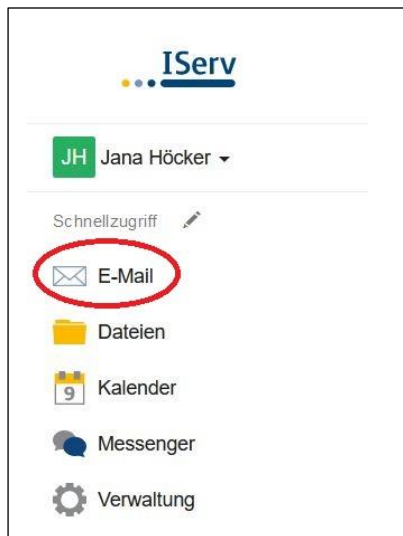 IServ
JH Jana Höcker
Schnellzugriff
E-Mail
Dateien
9 Kalender
Messenger
Verwaltung